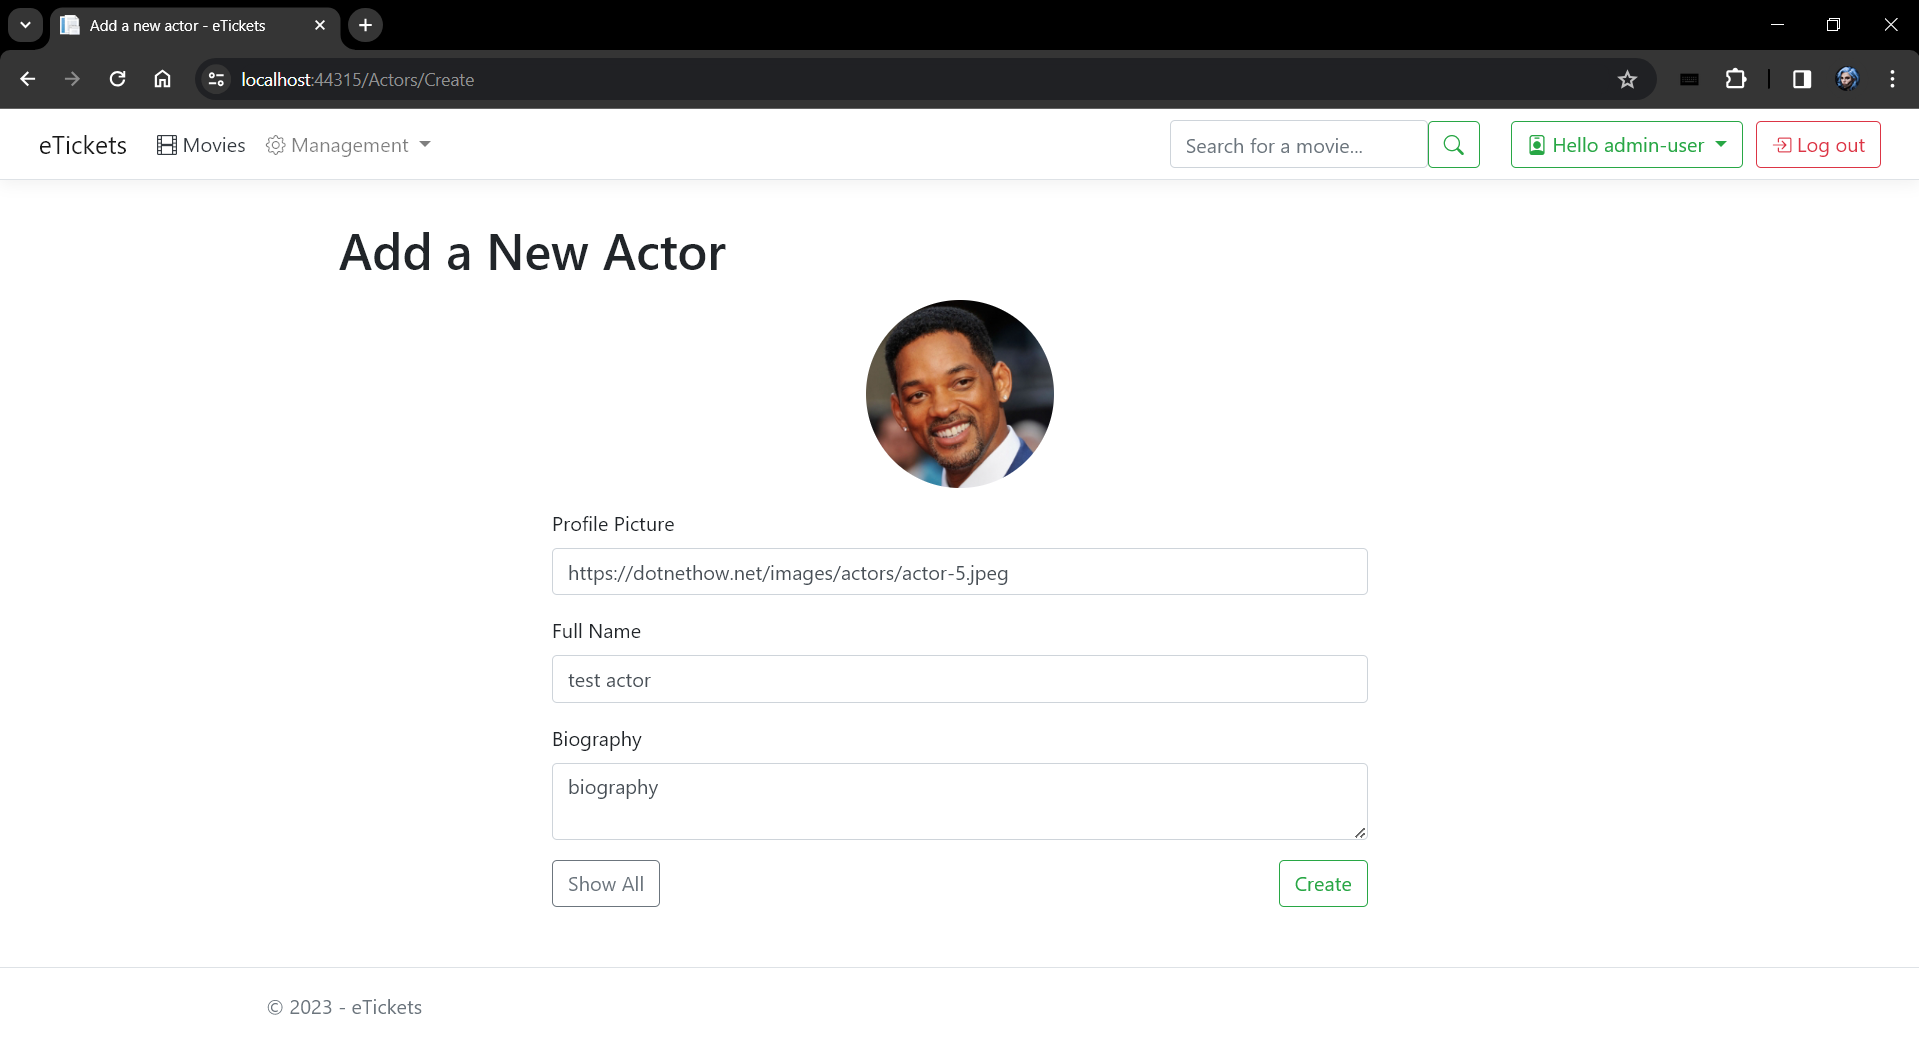 Add a new actor - eTickets
localhost:44315/Actors/Create
eTickets Movies Management Search for a movie... Hello admin-user Log out
Add a New Actor
Profile Picture
https://dotnethow.net/images/actors/actor-5.jpeg
Full Name
test actor
Biography
biography
Show All Create
© 2023 - eTickets